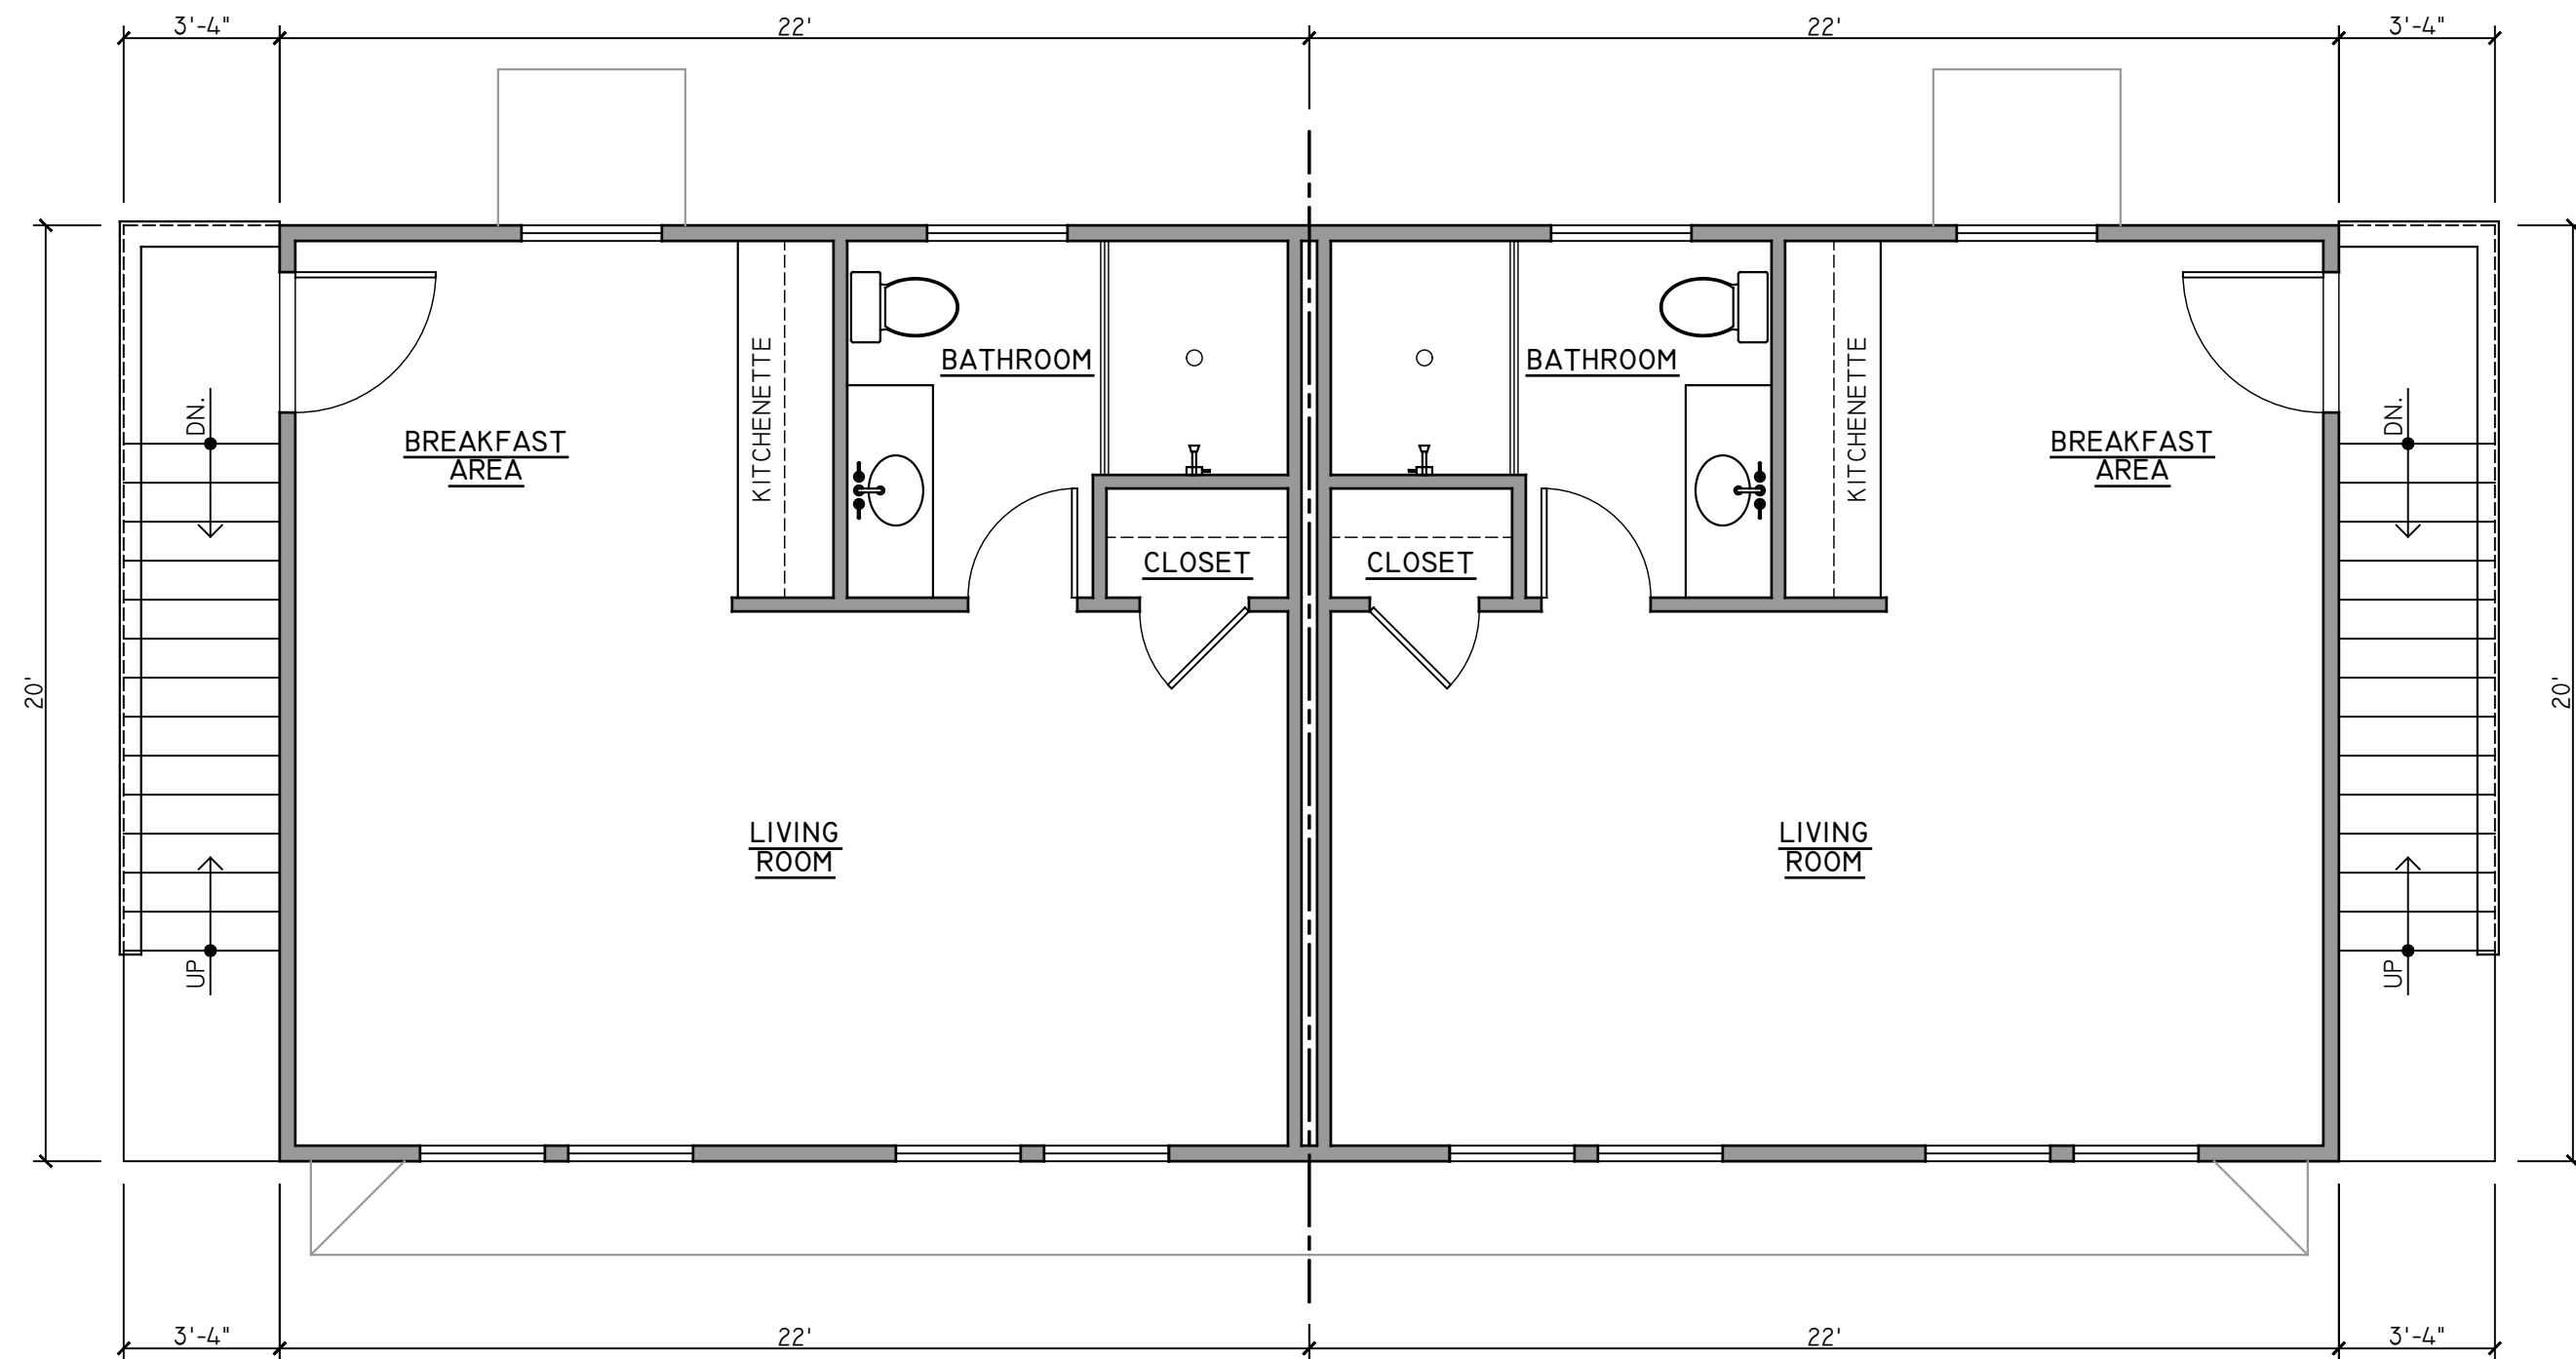 3'-4" 22' 22' 3'-4"
BATHROOM BATHROOM
KITCHENETTE KITCHENETTE
DN. DN.
BREAKFAST BREAKFAST
AREA AREA
CLOSET CLOSET
20' 20'
LIVING LIVING
ROOM ROOM
UP UP
3'-4" 22' 22' 3'-4"